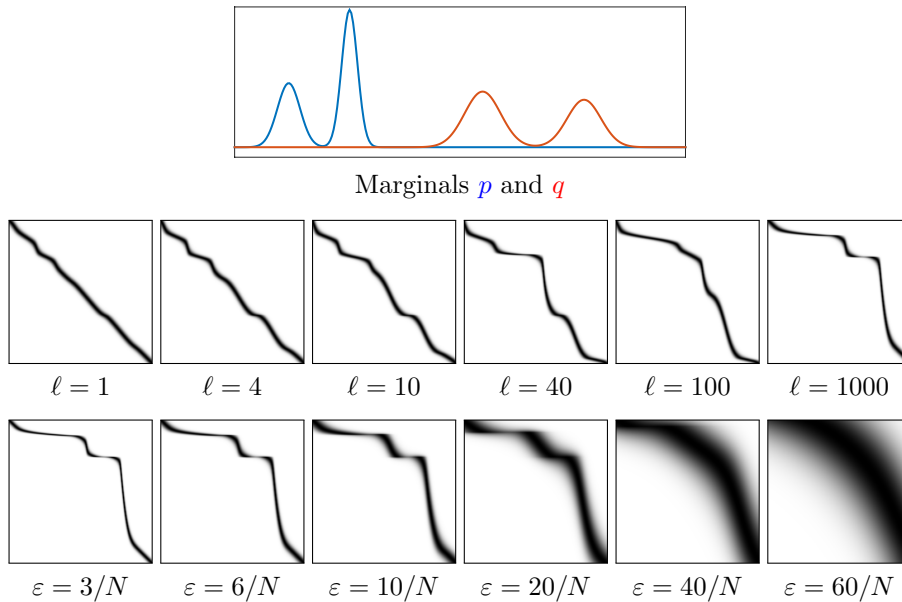 Marginals p and q
ℓ = 1 ℓ = 4 ℓ = 10 ℓ = 40 ℓ = 100 ℓ = 1000
ε = 3/N ε = 6/N ε = 10/N ε = 20/N ε = 40/N ε = 60/N